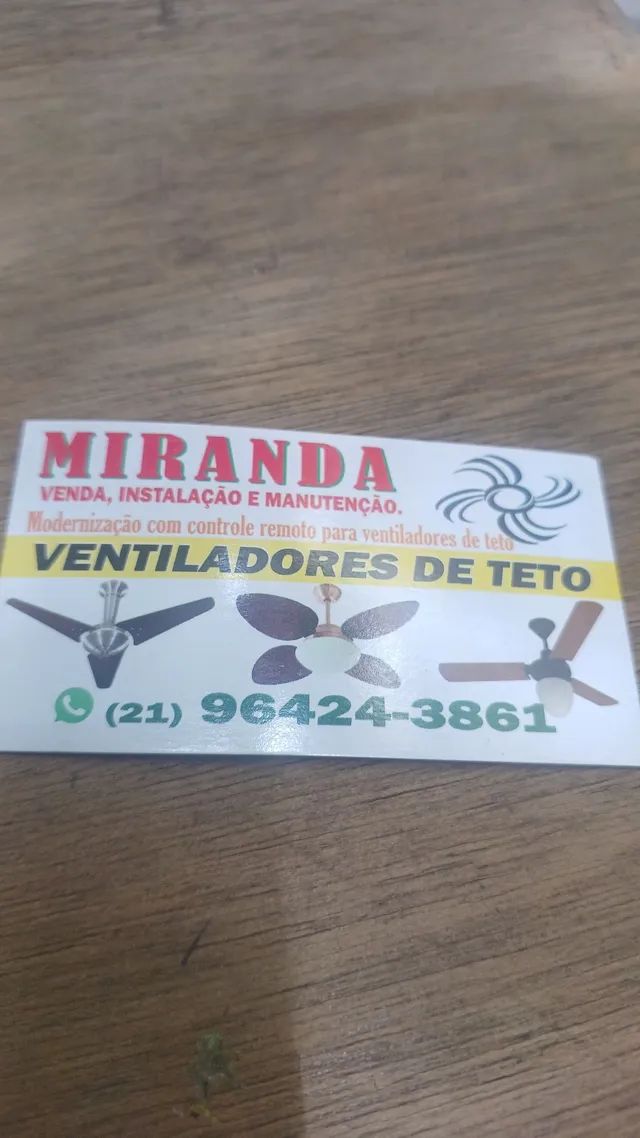 MIRANDA
VENDA, INSTALAÇÃO E MANUTENÇÃO.
Modernização com controle remoto para ventiladores de teto
VENTILADORES DE TETO
(21) 96424-3861